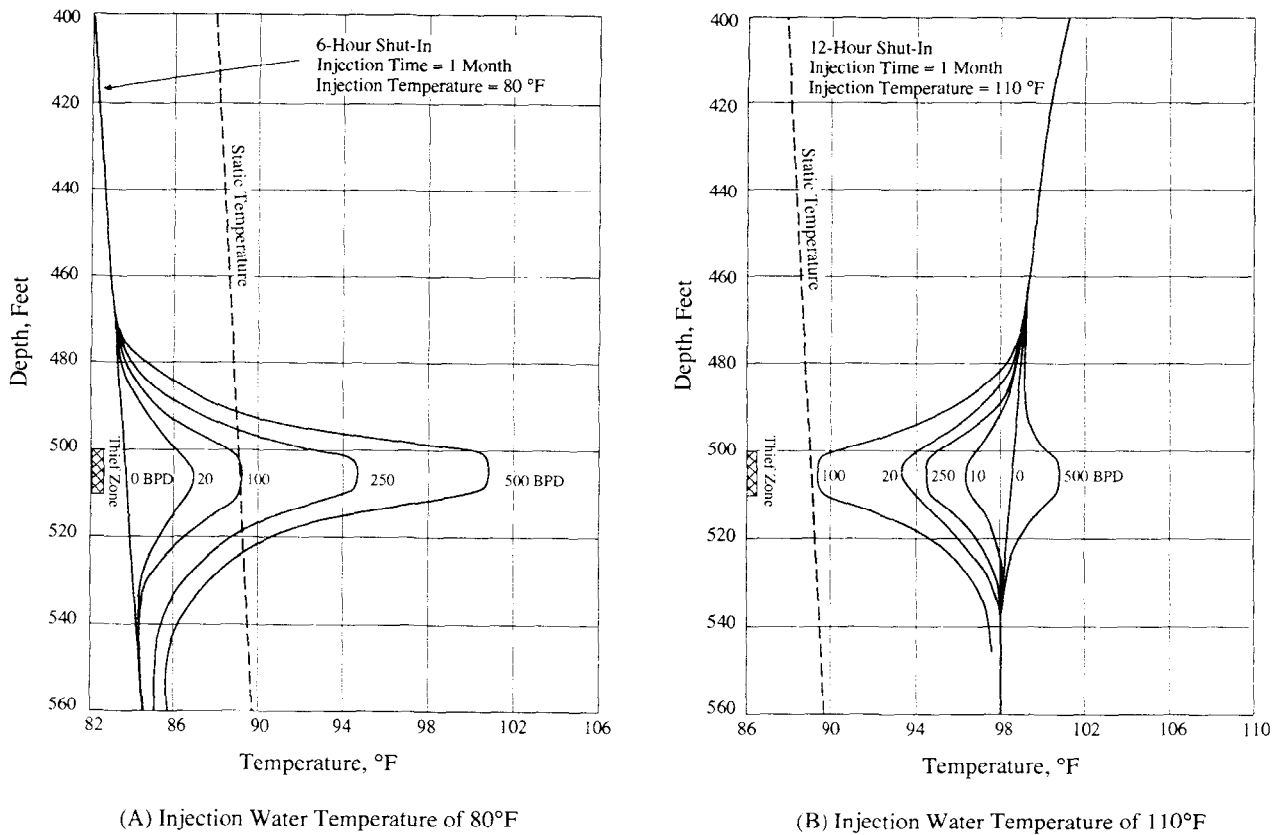 400
420
440
460
480
500
520
540
560
Depth, Feet
6-Hour Shut-In
Injection Time = 1 Month
Injection Temperature = 80 °F
Static Temperature
Thief Zone
0 BPD
20
100
250
500 BPD
82
86
90
94
98
102
106
Temperature, °F
(A) Injection Water Temperature of 80°F
400
420
440
460
480
500
520
540
560
Depth, Feet
12-Hour Shut-In
Injection Time = 1 Month
Injection Temperature = 110 °F
Static Temperature
Thief Zone
100
20
250
10
0
500 BPD
86
90
94
98
102
106
110
Temperature, °F
(B) Injection Water Temperature of 110°F